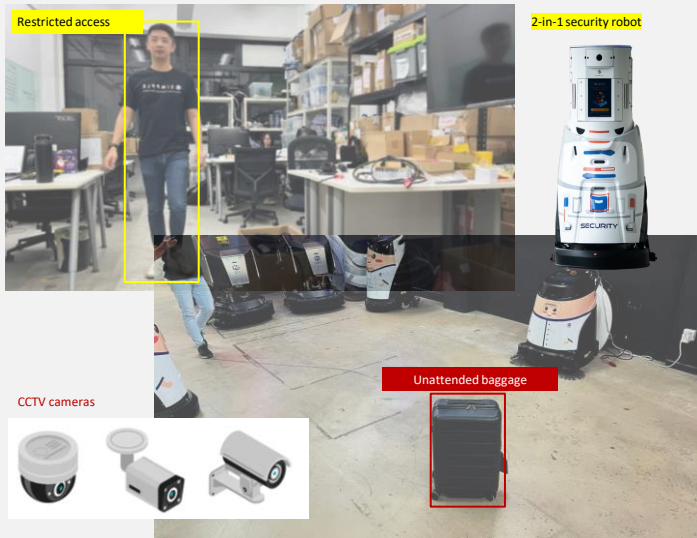 Restricted access
2-in-1 security robot
SECURITY
Unattended baggage
CCTV cameras